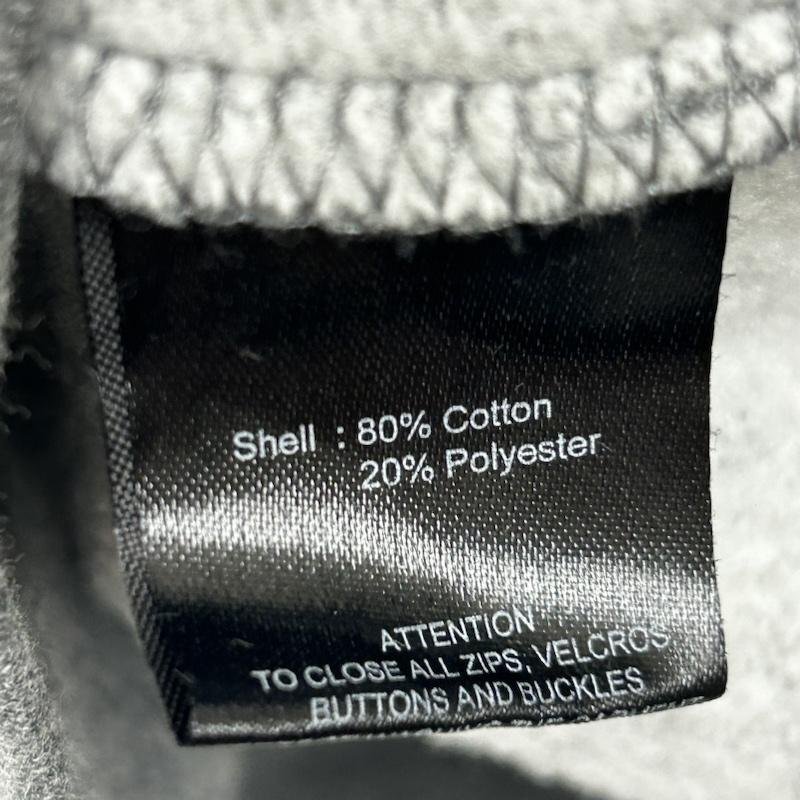 Shell : 80% Cotton
20% Polyester
ATTENTION
TO CLOSE ALL ZIPS, VELCROS
BUTTONS AND BUCKLES